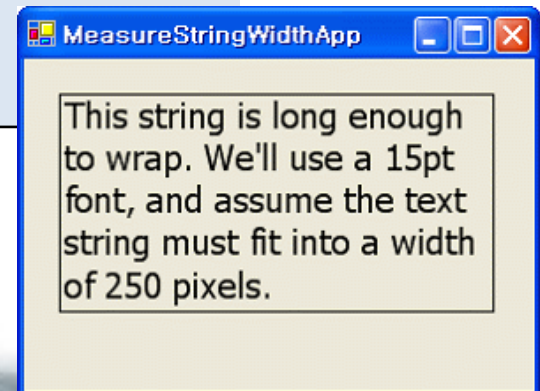 MeasureStringWidthApp
This string is long enough
to wrap. We'll use a 15pt
font, and assume the text
string must fit into a width
of 250 pixels.